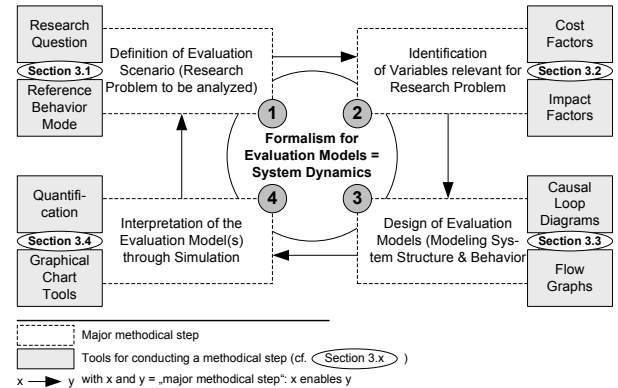 Research
Question
Section 3.1
Reference
Behavior
Mode
Definition of Evaluation
Scenario (Research
Problem to be analyzed)
1
Identification
of Variables relevant for
Research Problem
2
Cost
Factors
Section 3.2
Impact
Factors
Formalism for
Evaluation Models =
System Dynamics
Quantifi-
cation
Section 3.4
Graphical
Chart
Tools
Interpretation of the
Evaluation Model(s)
through Simulation
4
3
Design of Evaluation
Models (Modeling Sys-
tem Structure & Behavior
Causal
Loop
Diagrams
Section 3.3
Flow
Graphs
Major methodical step
Tools for conducting a methodical step (cf. Section 3.x )
x y with x and y = „major methodical step“: x enables y